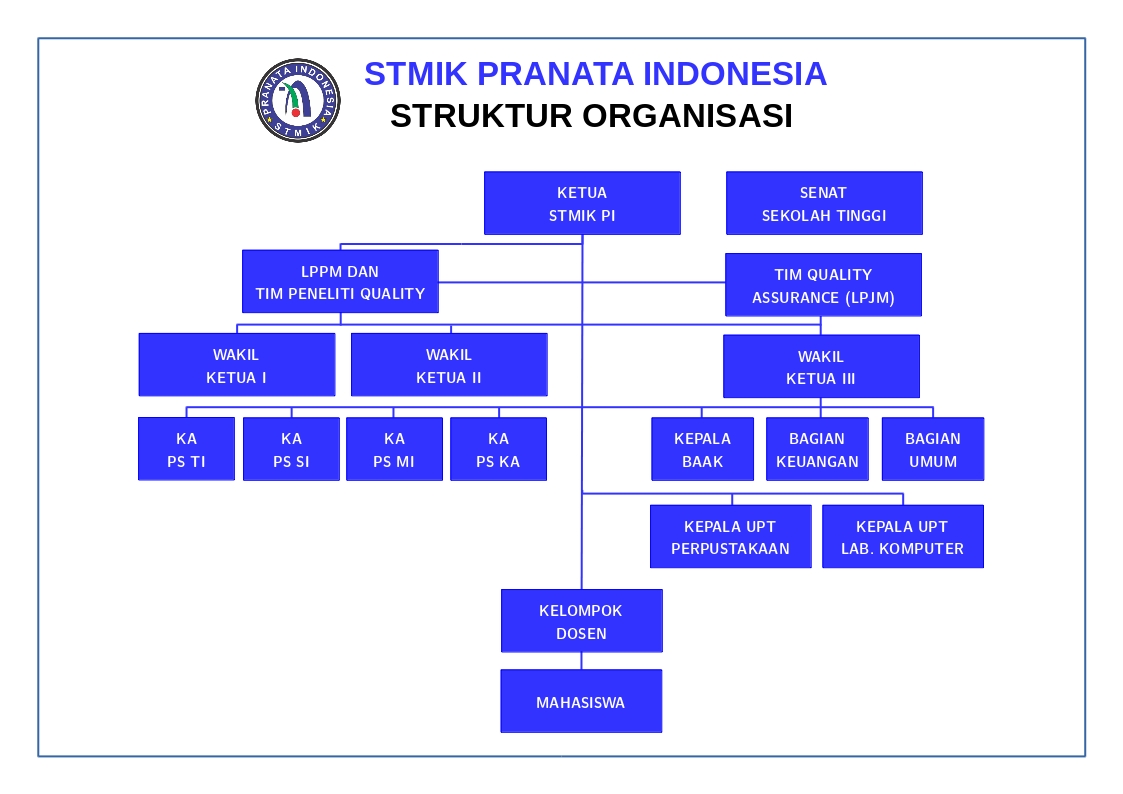 STMIK PRANATA INDONESIA
STRUKTUR ORGANISASI
PRANATA INDONESIA
STMIK
KETUA
STMIK PI
SENAT
SEKOLAH TINGGI
LPPM DAN
TIM PENELITI QUALITY
TIM QUALITY
ASSURANCE (LPJM)
WAKIL
KETUA I
WAKIL
KETUA II
WAKIL
KETUA III
KA
PS TI
KA
PS SI
KA
PS MI
KA
PS KA
KEPALA
BAAK
BAGIAN
KEUANGAN
BAGIAN
UMUM
KEPALA UPT
PERPUSTAKAAN
KEPALA UPT
LAB. KOMPUTER
KELOMPOK
DOSEN
MAHASISWA